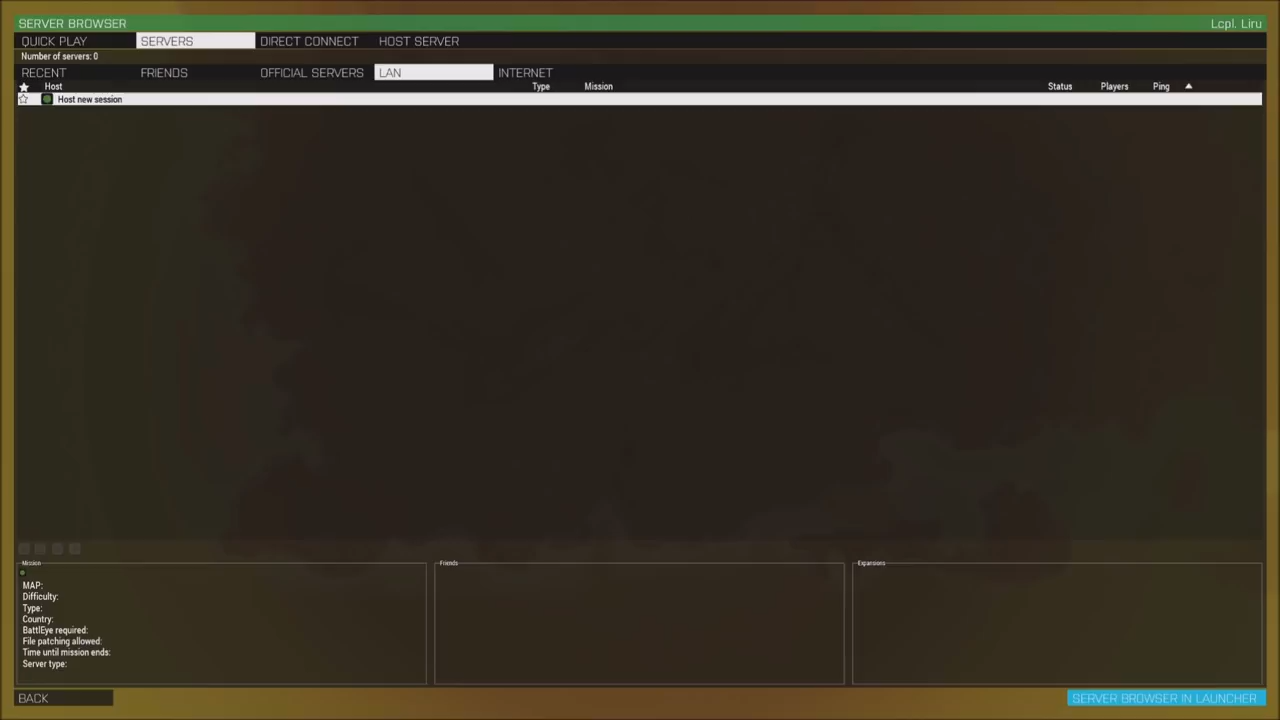 SERVER BROWSER Lcpl. Liru
QUICK PLAY SERVERS DIRECT CONNECT HOST SERVER
Number of servers: 0
RECENT FRIENDS OFFICIAL SERVERS LAN INTERNET
Host Type Mission Status Players Ping
Host new session
Mission Friends Expansions
MAP:
Difficulty:
Type:
Country:
BattlEye required:
File patching allowed:
Time until mission ends:
Server type:
BACK SERVER BROWSER IN LAUNCHER